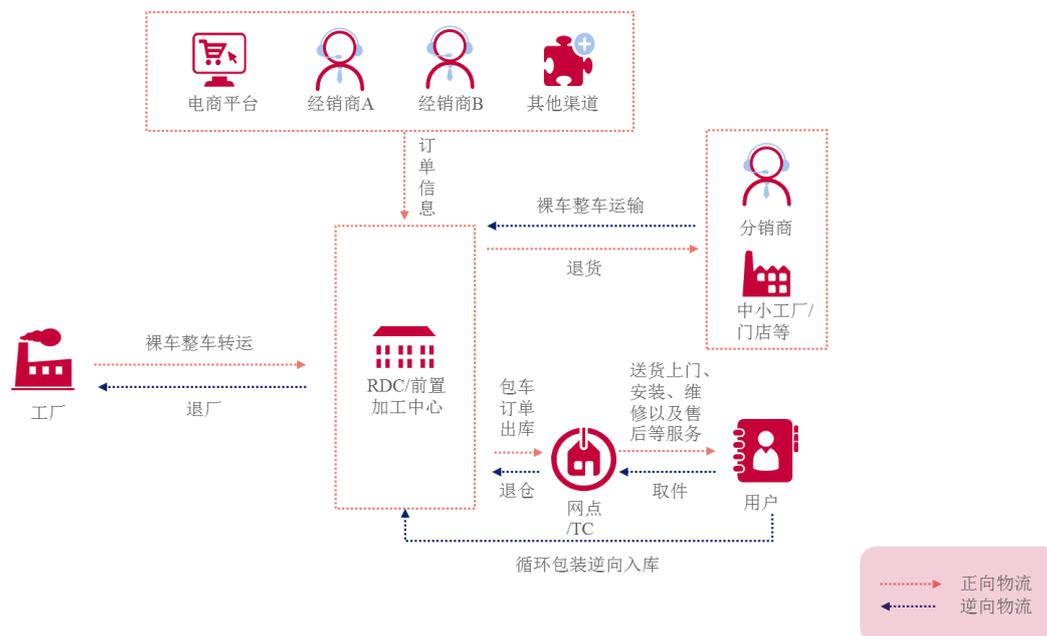 电商平台
经销商A
经销商B
其他渠道
订
单
信
息
裸车整车运输
退货
分销商
中小工厂/
门店等
裸车整车转运
退厂
工厂
RDC/前置
加工中心
包车
订单
出库
退仓
网点
/TC
送货上门、
安装、维
修以及售
后等服务
取件
用户
循环包装逆向入库
正向物流
逆向物流